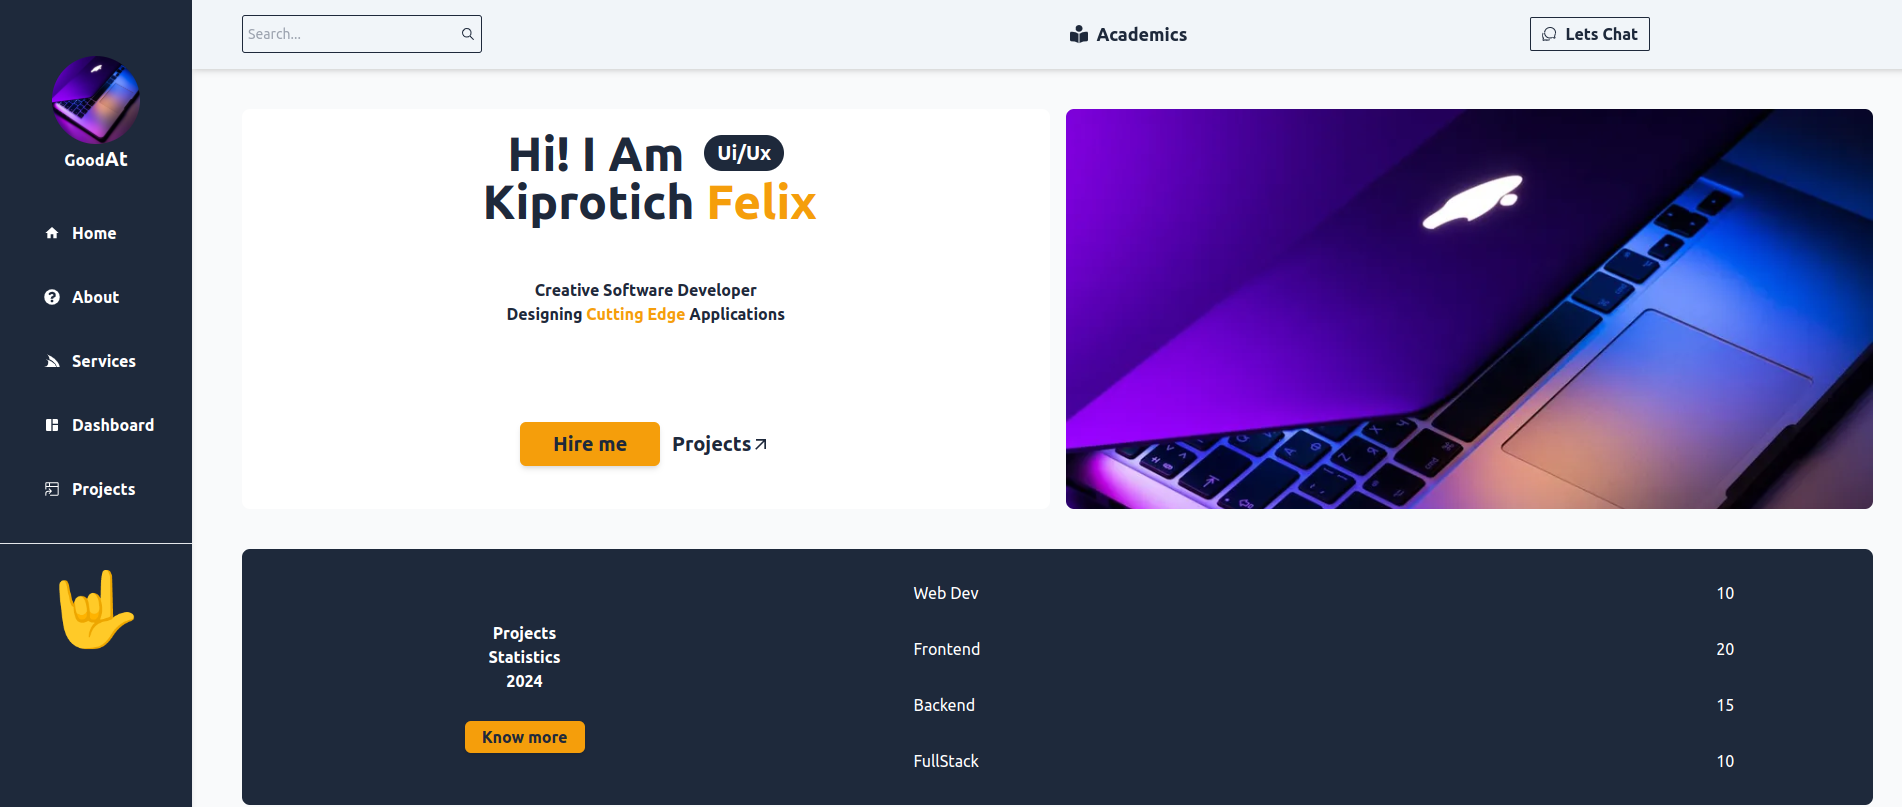 Search...
Academics
Lets Chat
GoodAt
Home
About
Services
Dashboard
Projects
Hi! I Am Ui/Ux
Kiprotich Felix
Creative Software Developer
Designing Cutting Edge Applications
Hire me
Projects
Projects
Statistics
2024
Know more
Web Dev 10
Frontend 20
Backend 15
FullStack 10